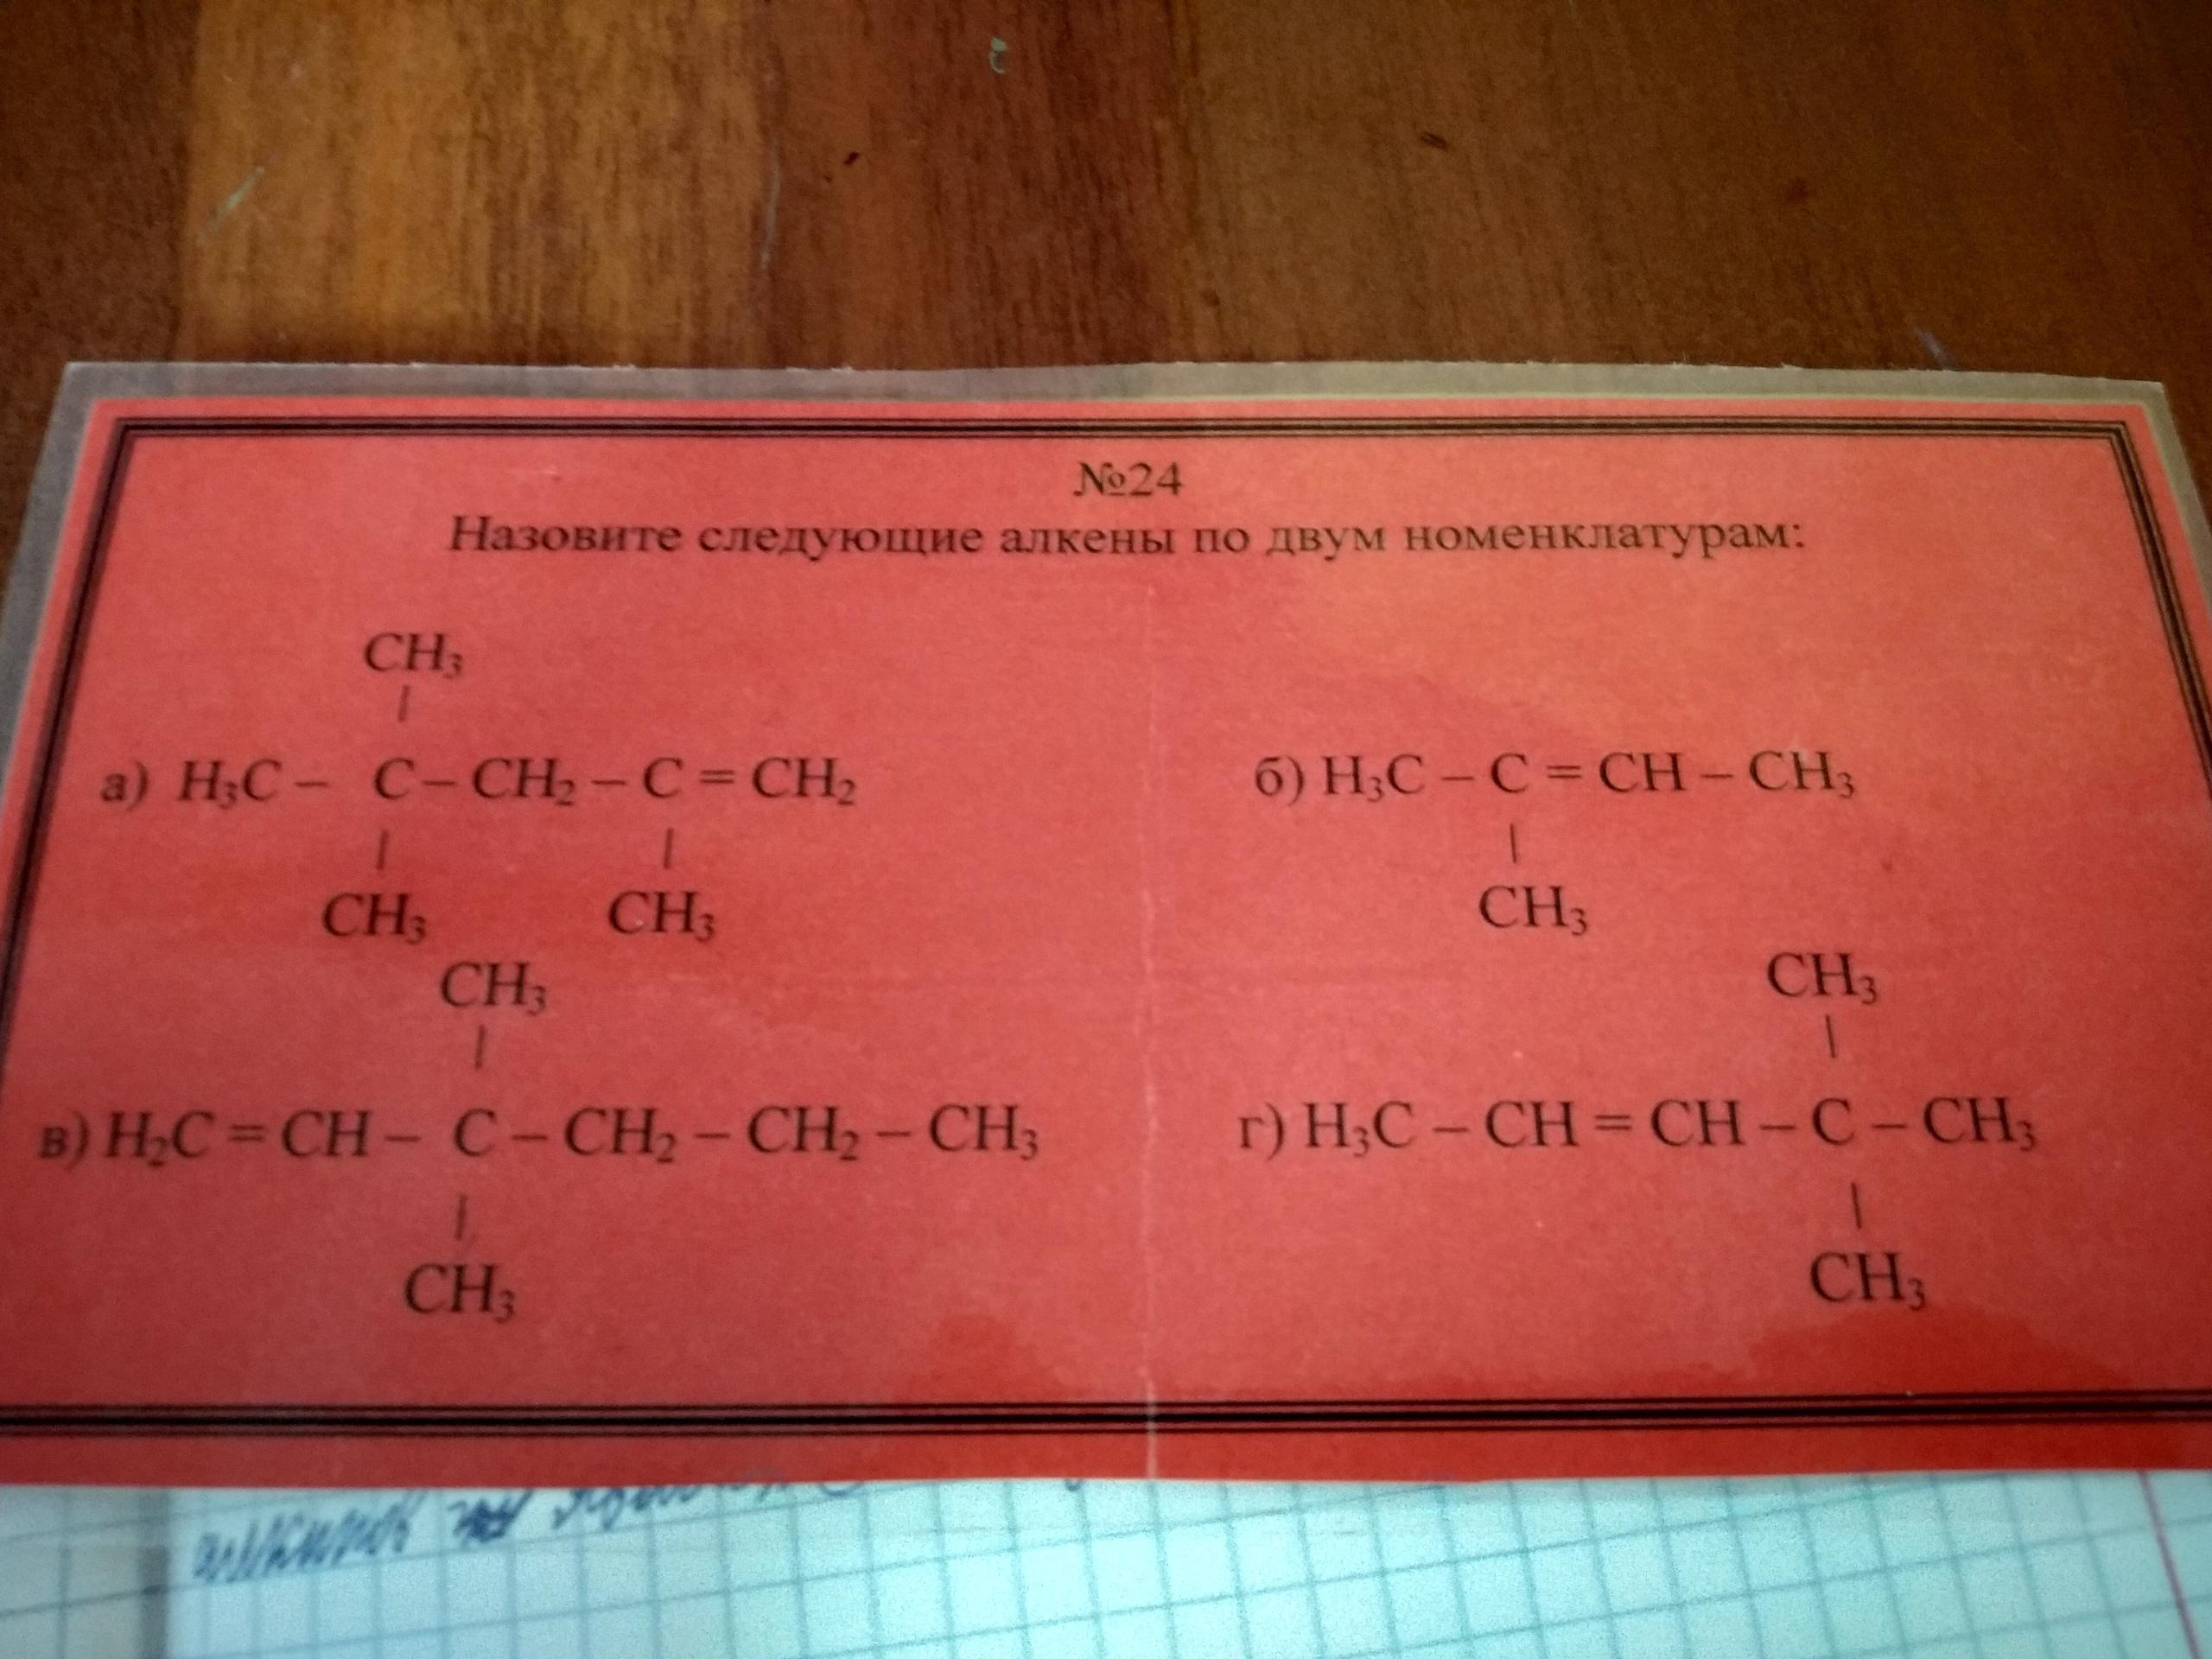 №24
Назовите следующие алкены по двум номенклатурам:
CH₃
|
а) H₃C – C – CH₂ – C = CH₂
| |
CH₃ CH₃
б) H₃C – C = CH – CH₃
|
CH₃
CH₃
|
в) H₂C = CH – C – CH₂ – CH₂ – CH₃
|
CH₃
CH₃
|
г) H₃C – CH = CH – C – CH₃
|
CH₃